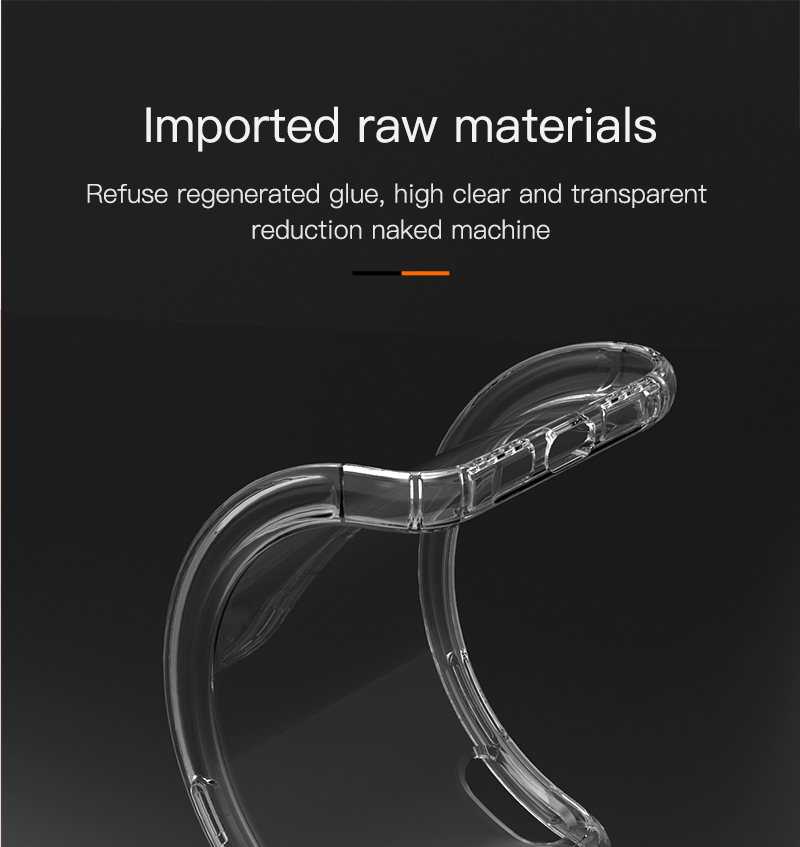 Imported raw materials
Refuse regenerated glue, high clear and transparent
reduction naked machine